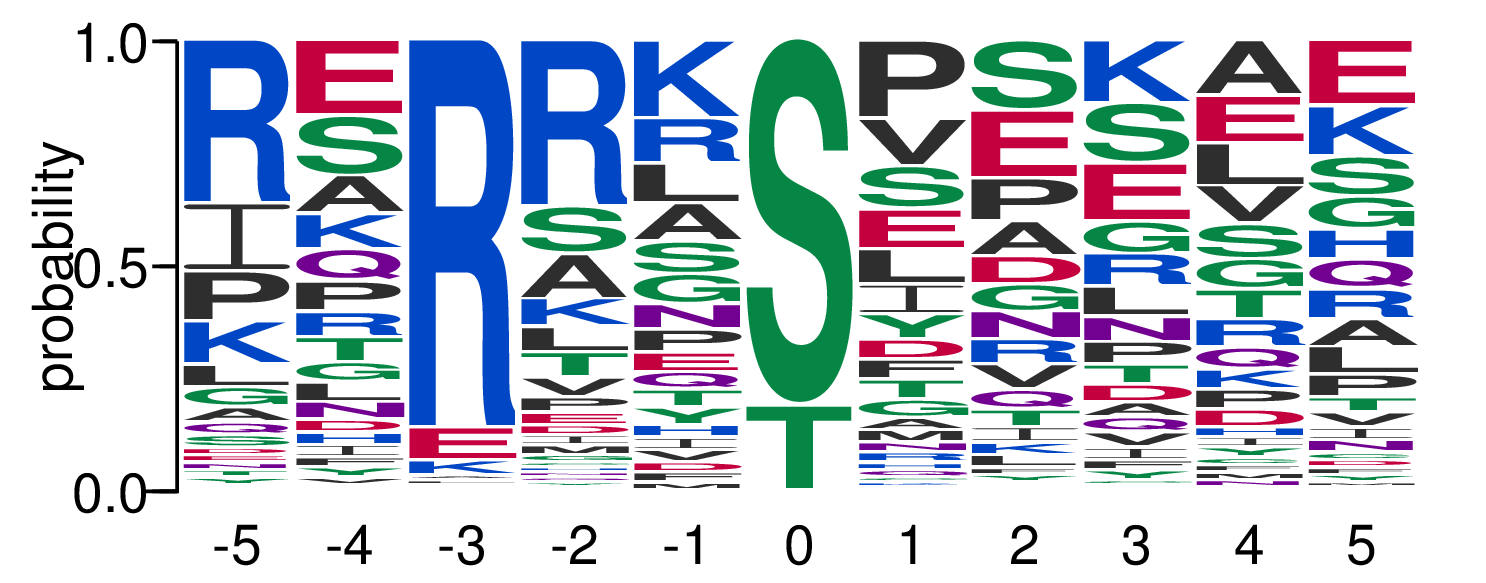 probability
1.0
0.5
0.0
R I P K L G A Q S
E S A K Q P R T G L N D H I F Y V
R E K
R S A K L T V P E D I
K R L A S G N P E Q T Y H I V D F M
S T
P V S E L I Y D F T G A M N R H Q
S E P A D G N R V Q T I K L F Y
K S E G R L N P T D A Q V I F Y
A E L V S G T R Q K P D H I Y F M N
E K S G H Q R A L P T V I N D F Y
-5 -4 -3 -2 -1 0 1 2 3 4 5